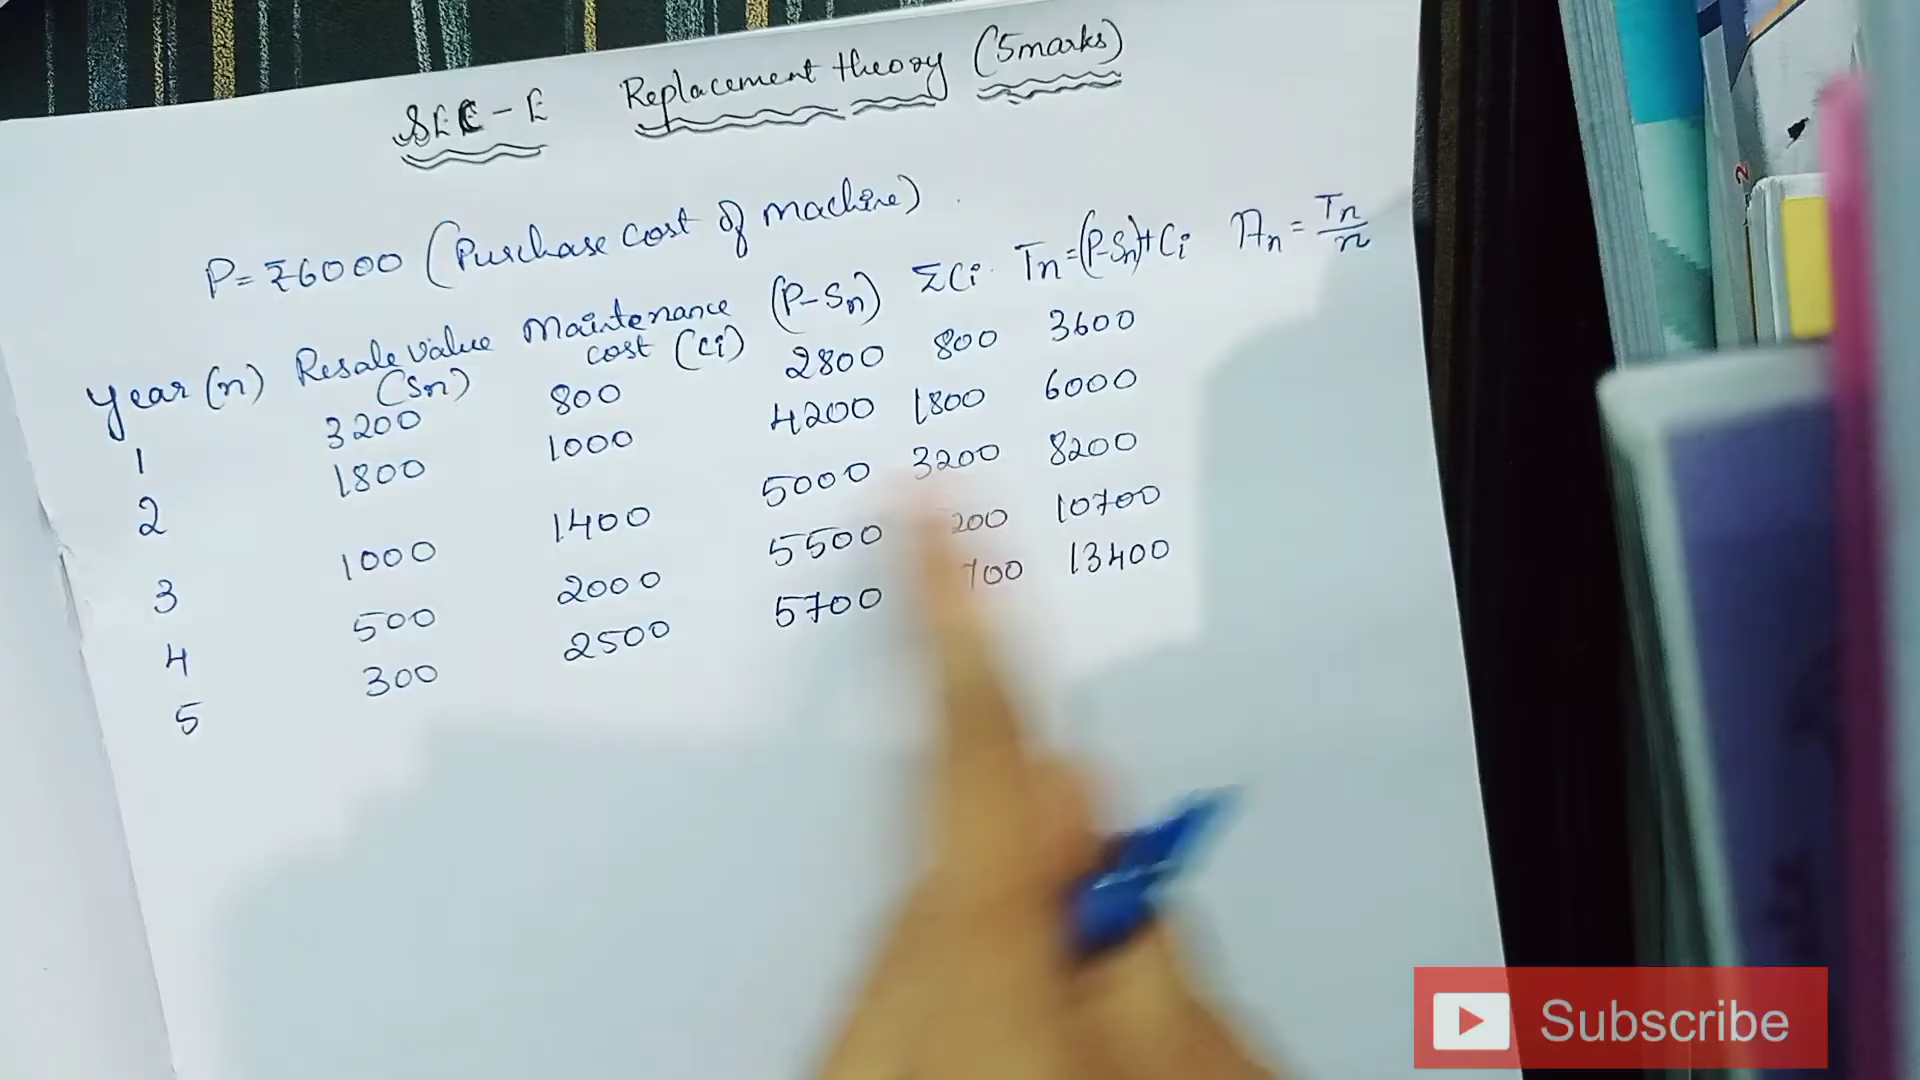 SEC - E Replacement theory (5marks)
P = ₹6000 (Purchase cost of machine)
Year (n) Resale value (Sn) Maintenance cost (Ci) (P-Sn) ΣCi Tn=(P-Sn)+Ci An = Tn/n
1 3200 800 2800 800 3600
2 1800 1000 4200 1800 6000
3 1000 1400 5000 3200 8200
4 500 2000 5500 200 10700
5 300 2500 5700 700 13400
Subscribe